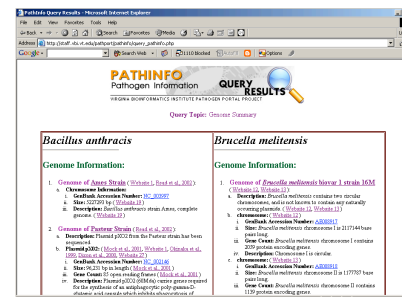 PathInfo Query Results - Microsoft Internet Explorer
File Edit View Favorites Tools Help
Back Search Favorites Media
Address http://staff.vbi.vt.edu/pathport/pathinfo/query_pathinfo.php
Google Search Web 1110 blocked Options
PATHINFO
Pathogen Information
QUERY RESULTS
VIRGINIA BIOINFORMATICS INSTITUTE PATHOGEN PORTAL PROJECT
Query Topic: Genome Summary
Bacillus anthracis
Genome Information:
1. Genome of Ames Strain ( Website 1, Read et al., 2002 ):
a. Chromosome Information:
i. GenBank Accession Number: NC_003997
ii. Size: 5227293 bp ( Website 19 )
iii. Description: Bacillus anthracis strain Ames, complete
genome. ( Website 19 )
2. Genome of Pasteur Strain ( Read et al., 2002 ):
a. Description: Plasmid pXO2 from the Pasteur strain has been
sequenced.
b. Plasmid pXO2 ( Mock et al., 2001, Website 1, Okinaka et al.,
1999, Dixon et al., 2000, Website 27 )
i. GenBank Accession Number: NC_002146
ii. Size: 96,231 bp in length ( Mock et al., 2001 )
iii. Gene Count: 85 open reading frames ( Mock et al., 2001 )
iv. Description: Plasmid pXO2 (60Mda) carries genes required
for the synthesis of an antiphagocytic poly-gamma-D-
glutamic acid capsule which inhibits phagocytosis of
Brucella melitensis
Genome Information:
1. Genome of Brucella melitensis biovar 1 strain 16M
( Website 12, Website 13 ):
a. Description: Brucella melitensis contains two circular
chromosomes, and is not known to contain any naturally
occurring plasmids. ( Website 12, Website 13 )
b. chromosome: ( Website 12 )
i. GenBank Accession Number: AE008917
ii. Size: Brucella melitensis chromosome I is 2117144 base
pairs long.
iii. Gene Count: Brucella melitensis chromosome I contains
2059 protein encoding genes.
iv. Description: Chromosome I is circular.
c. chromosome: ( Website 12 )
i. GenBank Accession Number: AE008918
ii. Size: Brucella melitensis chromosome II is 1177787 base
pairs long.
iii. Gene Count: Brucella melitensis chromosome II contains
1139 protein encoding genes.